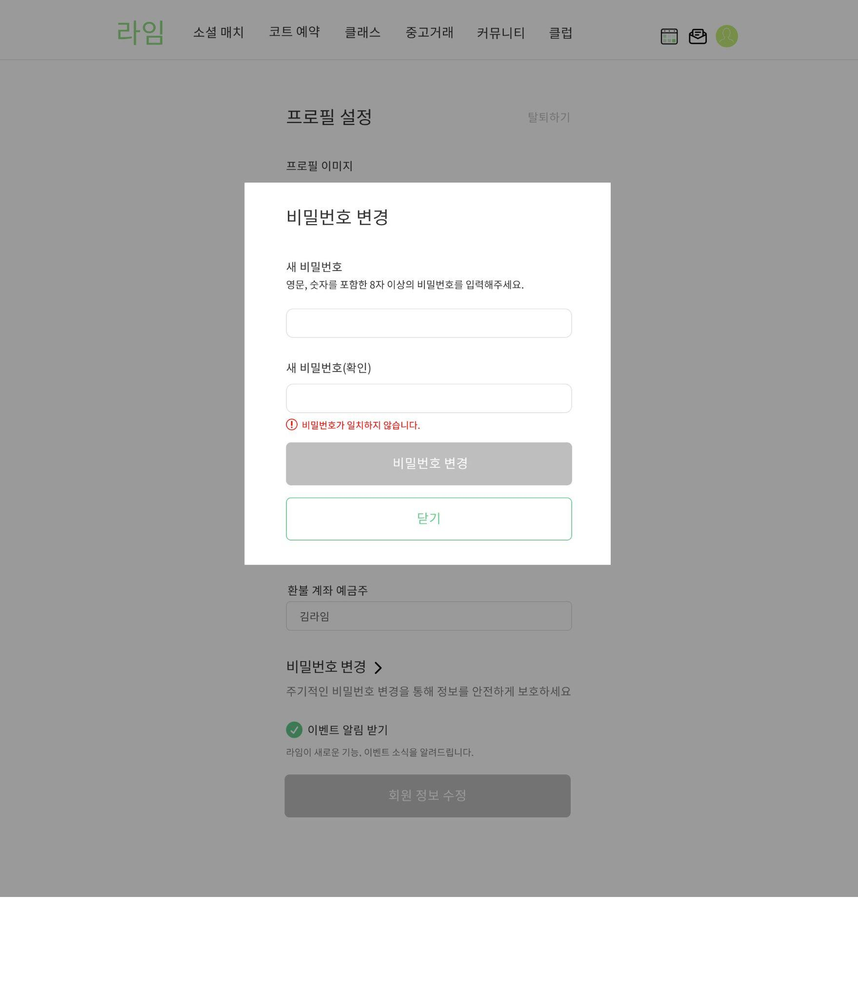 라임
소셜 매치
코트 예약
클래스
중고거래
커뮤니티
클럽
프로필 설정
탈퇴하기
프로필 이미지
비밀번호 변경
새 비밀번호
영문, 숫자를 포함한 8자 이상의 비밀번호를 입력해주세요.
새 비밀번호(확인)
비밀번호가 일치하지 않습니다.
비밀번호 변경
닫기
환불 계좌 예금주
김라임
비밀번호 변경
주기적인 비밀번호 변경을 통해 정보를 안전하게 보호하세요
이벤트 알림 받기
라임이 새로운 기능, 이벤트 소식을 알려드립니다.
회원 정보 수정